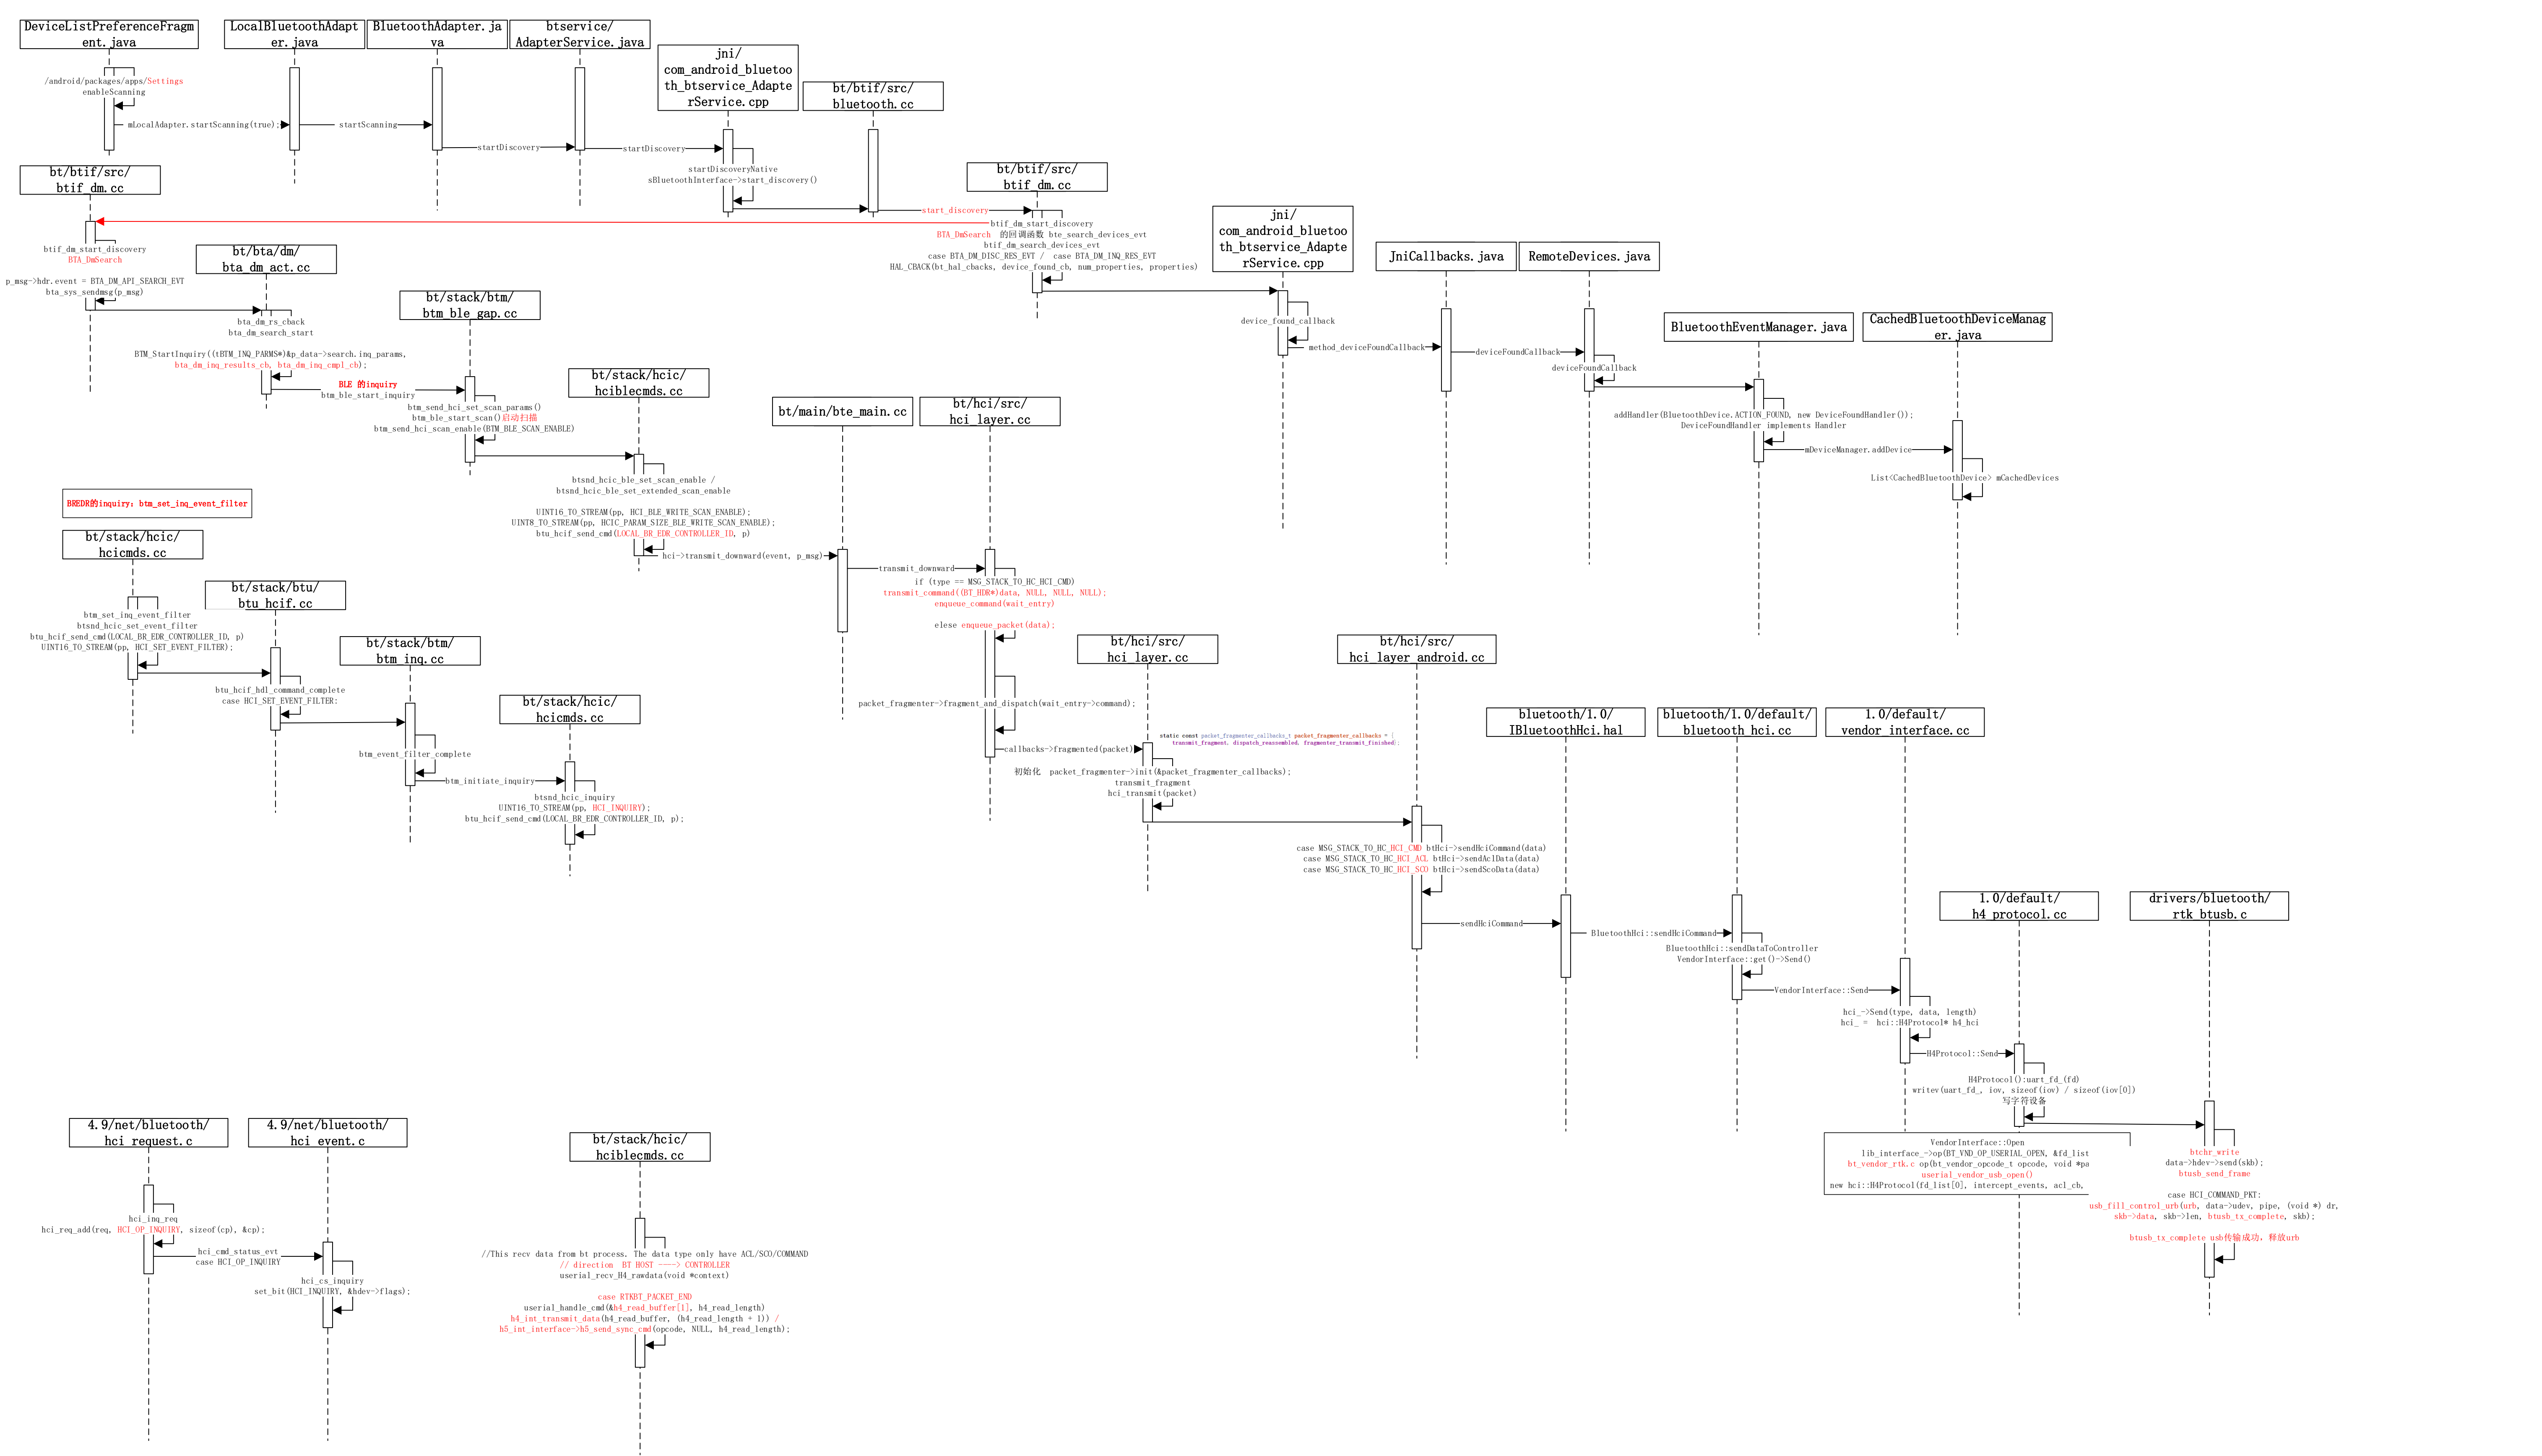 DeviceListPreferenceFragm
ent.java
LocalBluetoothAdapt
er.java
BluetoothAdapter.ja
va
btservice/
AdapterService.java
jni/
com_android_bluetoo
th_btservice_Adapte
rService.cpp
bt/btif/src/
bluetooth.cc
/android/packages/apps/Settings
enableScanning
mLocalAdapter.startScanning(true);
startScanning
startDiscovery
startDiscovery
startDiscoveryNative
sBluetoothInterface->start_discovery()
bt/btif/src/
btif_dm.cc
start_discovery
btif_dm_start_discovery
BTA_DmSearch 的回调函数 bte_search_devices_evt
btif_dm_search_devices_evt
case BTA_DM_DISC_RES_EVT / case BTA_DM_INQ_RES_EVT
HAL_CBACK(bt_hal_cbacks, device_found_cb, num_properties, properties)
jni/
com_android_bluetoo
th_btservice_Adapte
rService.cpp
device_found_callback
method_deviceFoundCallback
JniCallbacks.java
deviceFoundCallback
RemoteDevices.java
deviceFoundCallback
BluetoothEventManager.java
addHandler(BluetoothDevice.ACTION_FOUND, new DeviceFoundHandler());
DeviceFoundHandler implements Handler
mDeviceManager.addDevice
CachedBluetoothDeviceManag
er.java
List<CachedBluetoothDevice> mCachedDevices
bt/btif/src/
btif_dm.cc
btif_dm_start_discovery
BTA_DmSearch
p_msg->hdr.event = BTA_DM_API_SEARCH_EVT
bta_sys_sendmsg(p_msg)
bt/bta/dm/
bta_dm_act.cc
bta_dm_rs_cback
bta_dm_search_start
BTM_StartInquiry((tBTM_INQ_PARMS*)&p_data->search.inq_params,
bta_dm_inq_results_cb, bta_dm_inq_cmpl_cb);
BLE 的inquiry
btm_ble_start_inquiry
bt/stack/btm/
btm_ble_gap.cc
btm_send_hci_set_scan_params()
btm_ble_start_scan()启动扫描
btm_send_hci_scan_enable(BTM_BLE_SCAN_ENABLE)
bt/stack/hcic/
hciblecmds.cc
btsnd_hcic_ble_set_scan_enable /
btsnd_hcic_ble_set_extended_scan_enable
UINT16_TO_STREAM(pp, HCI_BLE_WRITE_SCAN_ENABLE);
UINT8_TO_STREAM(pp, HCIC_PARAM_SIZE_BLE_WRITE_SCAN_ENABLE);
btu_hcif_send_cmd(LOCAL_BR_EDR_CONTROLLER_ID, p)
hci->transmit_downward(event, p_msg)
bt/main/bte_main.cc
transmit_downward
bt/hci/src/
hci_layer.cc
if (type == MSG_STACK_TO_HC_HCI_CMD)
transmit_command((BT_HDR*)data, NULL, NULL, NULL);
enqueue_command(wait_entry)
elese enqueue_packet(data);
packet_fragmenter->fragment_and_dispatch(wait_entry->command);
callbacks->fragmented(packet)
BREDR的inquiry: btm_set_inq_event_filter
bt/stack/hcic/
hcicmds.cc
btm_set_inq_event_filter
btsnd_hcic_set_event_filter
btu_hcif_send_cmd(LOCAL_BR_EDR_CONTROLLER_ID, p)
UINT16_TO_STREAM(pp, HCI_SET_EVENT_FILTER);
bt/stack/btu/
btu_hcif.cc
btu_hcif_hdl_command_complete
case HCI_SET_EVENT_FILTER:
bt/stack/btm/
btm_inq.cc
btm_event_filter_complete
btm_initiate_inquiry
bt/stack/hcic/
hcicmds.cc
btsnd_hcic_inquiry
UINT16_TO_STREAM(pp, HCI_INQUIRY);
btu_hcif_send_cmd(LOCAL_BR_EDR_CONTROLLER_ID, p);
bt/hci/src/
hci_layer.cc
static const packet_fragmenter_callbacks_t packet_fragmenter_callbacks = {
transmit_fragment, dispatch_reassembled, fragmenter_transmit_finished};
初始化 packet_fragmenter->init(&packet_fragmenter_callbacks);
transmit_fragment
hci_transmit(packet)
bt/hci/src/
hci_layer_android.cc
case MSG_STACK_TO_HC_HCI_CMD btHci->sendHciCommand(data)
case MSG_STACK_TO_HC_HCI_ACL btHci->sendAclData(data)
case MSG_STACK_TO_HC_HCI_SCO btHci->sendScoData(data)
sendHciCommand
bluetooth/1.0/
IBluetoothHci.hal
BluetoothHci::sendHciCommand
bluetooth/1.0/default/
bluetooth_hci.cc
BluetoothHci::sendDataToController
VendorInterface::get()->Send()
VendorInterface::Send
1.0/default/
vendor_interface.cc
hci_->Send(type, data, length)
hci_ = hci::H4Protocol* h4_hci
H4Protocol::Send
1.0/default/
h4_protocol.cc
H4Protocol():uart_fd_(fd)
writev(uart_fd_, iov, sizeof(iov) / sizeof(iov[0])
写字符设备
VendorInterface::Open
lib_interface_->op(BT_VND_OP_USERIAL_OPEN, &fd_list
bt_vendor_rtk.c op(bt_vendor_opcode_t opcode, void *pa
userial_vendor_usb_open()
new hci::H4Protocol(fd_list[0], intercept_events, acl_cb,
drivers/bluetooth/
rtk_btusb.c
btchr_write
data->hdev->send(skb);
btusb_send_frame
case HCI_COMMAND_PKT:
usb_fill_control_urb(urb, data->udev, pipe, (void *) dr,
skb->data, skb->len, btusb_tx_complete, skb);
btusb_tx_complete usb传输成功，释放urb
4.9/net/bluetooth/
hci_request.c
hci_inq_req
hci_req_add(req, HCI_OP_INQUIRY, sizeof(cp), &cp);
hci_cmd_status_evt
case HCI_OP_INQUIRY
4.9/net/bluetooth/
hci_event.c
hci_cs_inquiry
set_bit(HCI_INQUIRY, &hdev->flags);
bt/stack/hcic/
hciblecmds.cc
//This recv data from bt process. The data type only have ACL/SCO/COMMAND
// direction BT HOST ----> CONTROLLER
userial_recv_H4_rawdata(void *context)
case RTKBT_PACKET_END
userial_handle_cmd(&h4_read_buffer[1], h4_read_length)
h4_int_transmit_data(h4_read_buffer, (h4_read_length + 1)) /
h5_int_interface->h5_send_sync_cmd(opcode, NULL, h4_read_length);